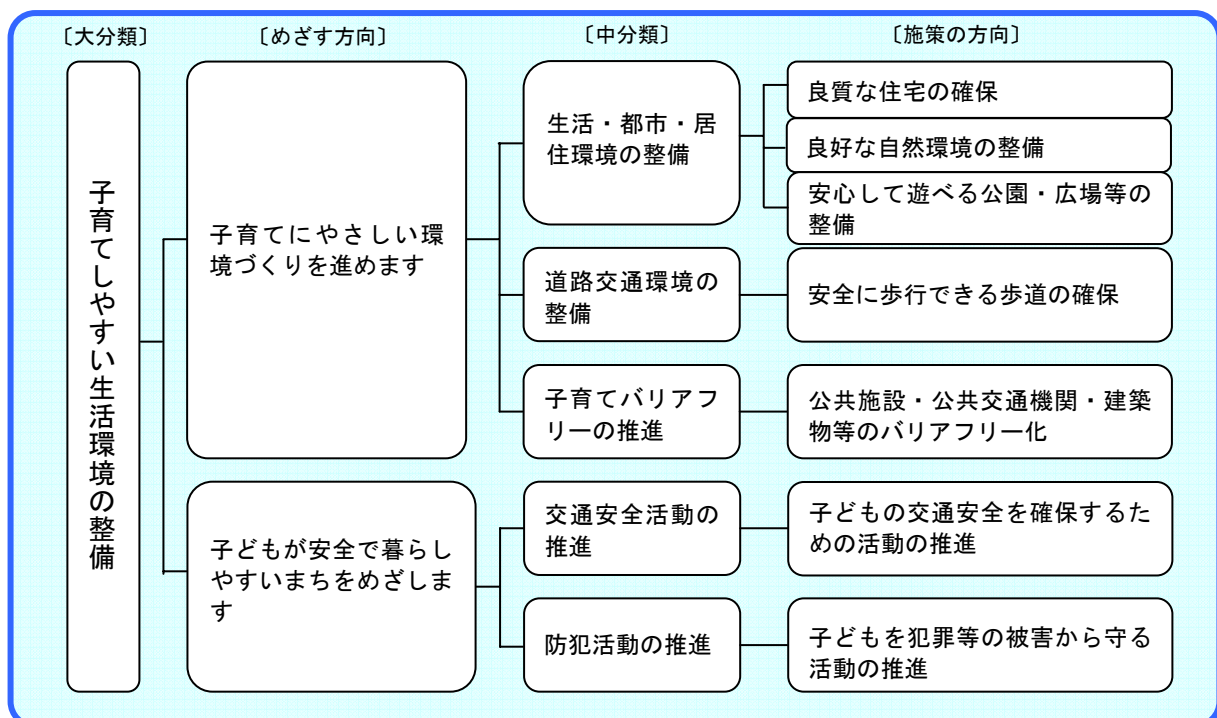 〔大分類〕
〔めざす方向〕
〔中分類〕
〔施策の方向〕
子育てしやすい生活環境の整備
子育てにやさしい環
境づくりを進めます
生活・都市・居
住環境の整備
良質な住宅の確保
良好な自然環境の整備
安心して遊べる公園・広場等の
整備
道路交通環境の
整備
安全に歩行できる歩道の確保
子育てバリアフ
リーの推進
公共施設・公共交通機関・建築
物等のバリアフリー化
子どもが安全で暮らし
やすいまちをめざしま
す
交通安全活動の
推進
子どもの交通安全を確保するた
めの活動の推進
防犯活動の推進
子どもを犯罪等の被害から守る
活動の推進